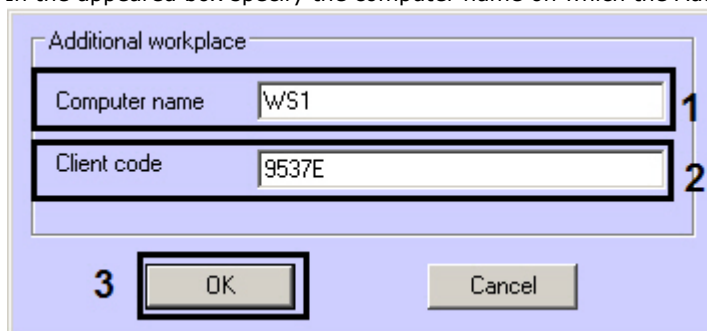 In the appeared box specify the computer name on which the
Additional workplace
Computer name WS1 1
Client code 9537E 2
3 OK Cancel